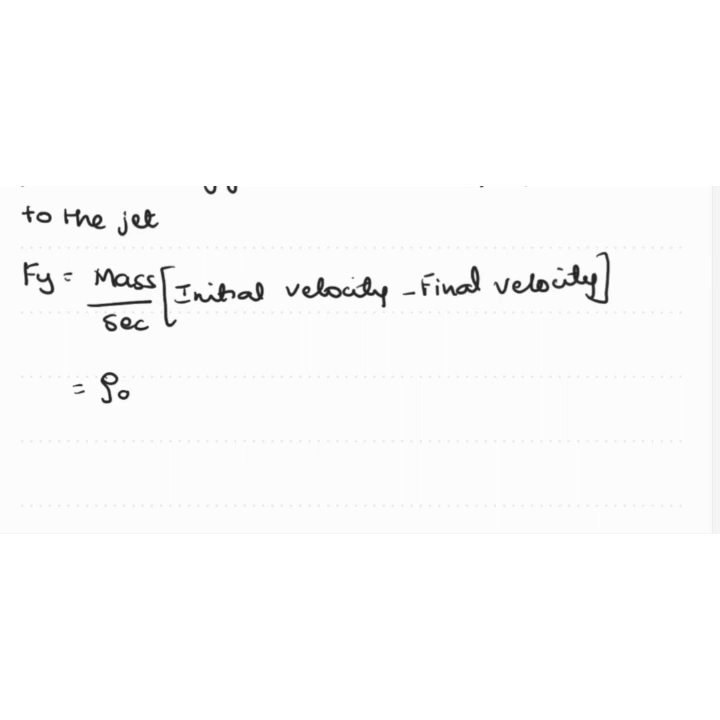 to the jet
Fy = Mass/sec [Initial velocity - Final velocity]
= ρo